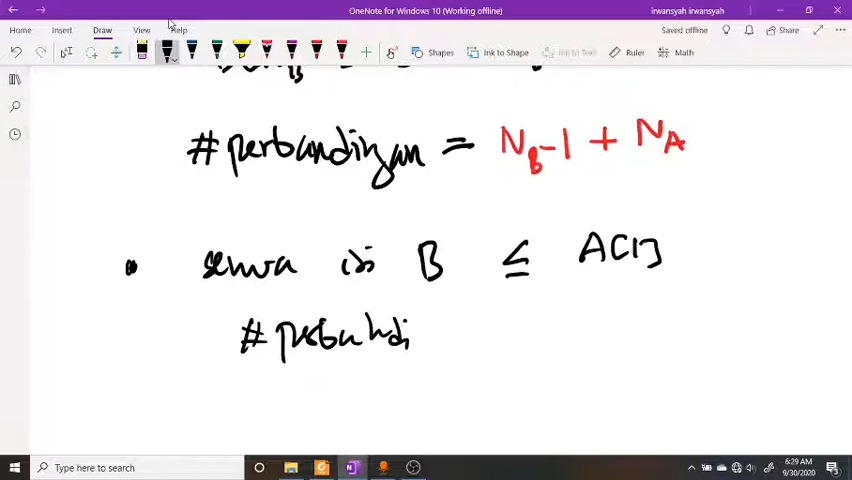 OneNote for Windows 10 (Working offline)
irwansyah irwansyah
Home Insert Draw View Help
Saved offline Share
Shapes Ink to Shape Ink to Text Ruler Math
#perbandingan = N_B-1 + N_A
• semua isi B ≤ A[1]
#perbandi
Type here to search
6:29 AM
9/30/2020
3